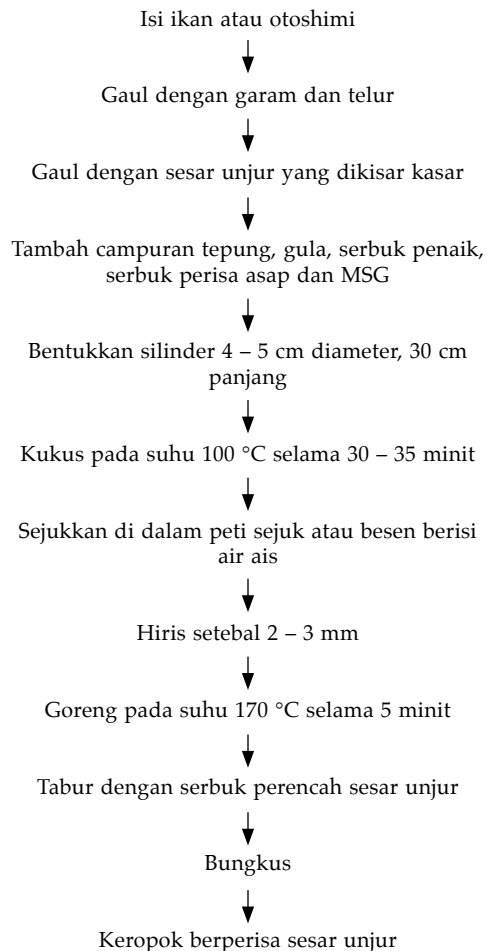 Isi ikan atau otoshimi
Gaul dengan garam dan telur
Gaul dengan sesar unjur yang dikisar kasar
Tambah campuran tepung, gula, serbuk penaik,
serbuk perisa asap dan MSG
Bentukkan silinder 4 – 5 cm diameter, 30 cm
panjang
Kukus pada suhu 100 °C selama 30 – 35 minit
Sejukkan di dalam peti sejuk atau besen berisi
air ais
Hiris setebal 2 – 3 mm
Goreng pada suhu 170 °C selama 5 minit
Tabur dengan serbuk perencah sesar unjur
Bungkus
Keropok berperisa sesar unjur